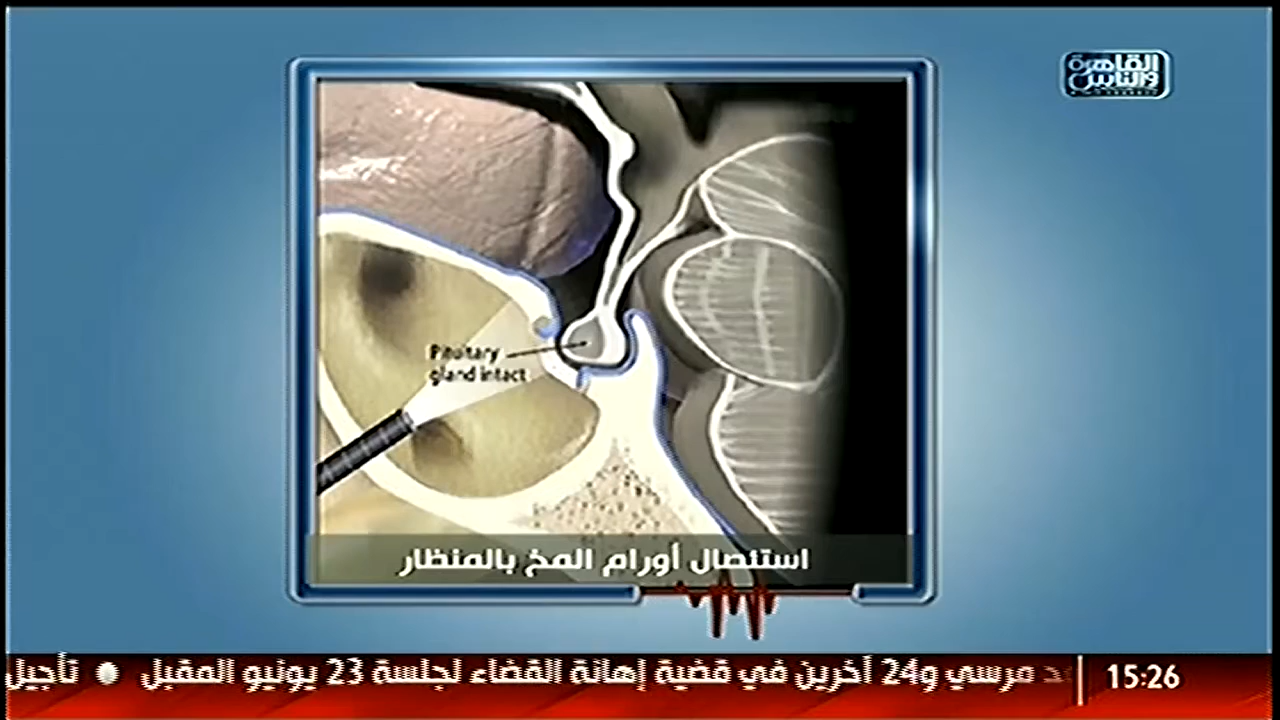 القاهرة
والناس
Pituitary
gland intact
استئصال أورام المخ بالمنظار
مرسي و24 آخرين في قضية إهانة القضاء لجلسة 23 يونيو المقبل ● تأجيل
15:26